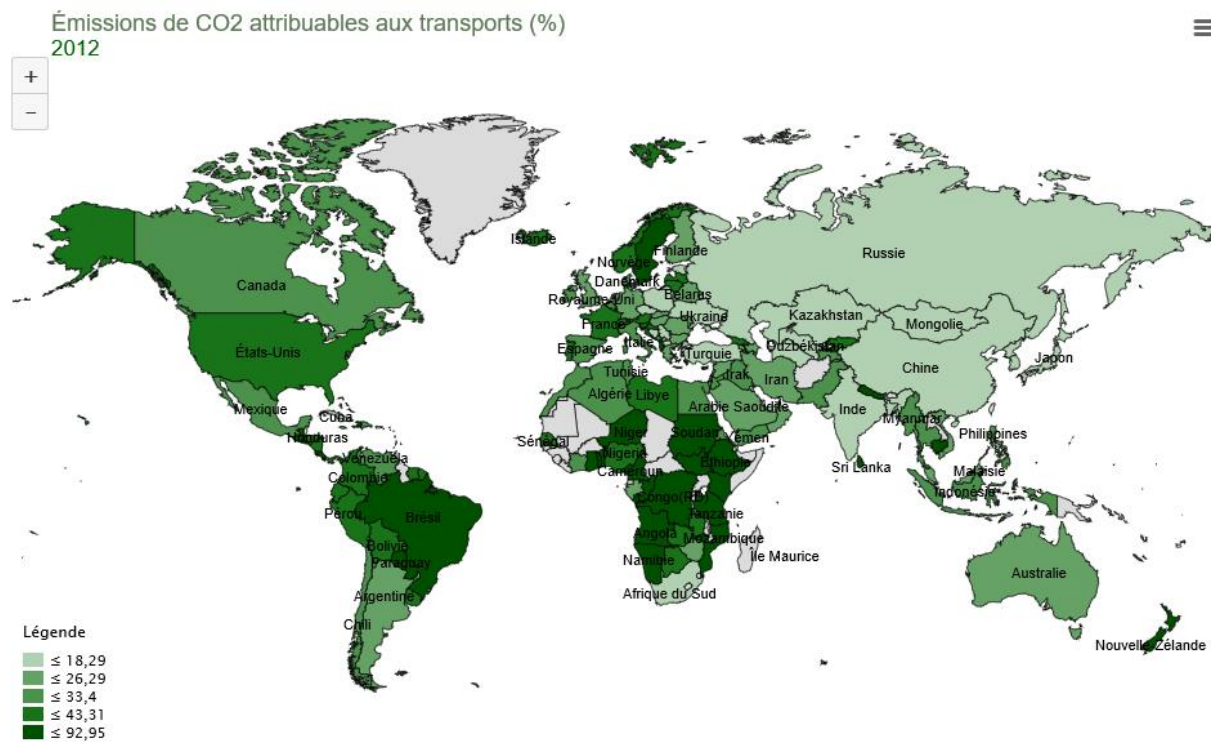 Émissions de CO2 attribuables aux transports (%)
2012
+
−
Islande
Finlande
Norvège
Russie
Danemark
Canada
Royaume-Uni
Belarus
Ukraine
Kazakhstan
Mongolie
France
États-Unis
Espagne
Italie
Turquie
Ouzbékistan
Chine
Japon
Tunisie
Irak
Iran
Algérie
Libye
Mexique
Cuba
Arabie Saoudite
Inde
Myanmar
Honduras
Sénégal
Niger
Soudan
Yémen
Philippines
Venezuela
Nigeria
Ethiopie
Sri Lanka
Malaisie
Colombie
Cameroun
Indonésie
Congo(RD)
Pérou
Brésil
Tanzanie
Angola
Mozambique
Bolivie
Paraguay
Namibie
Île Maurice
Australie
Argentine
Afrique du Sud
Chili
Nouvelle-Zélande
Légende
≤ 18,29
≤ 26,29
≤ 33,4
≤ 43,31
≤ 92,95